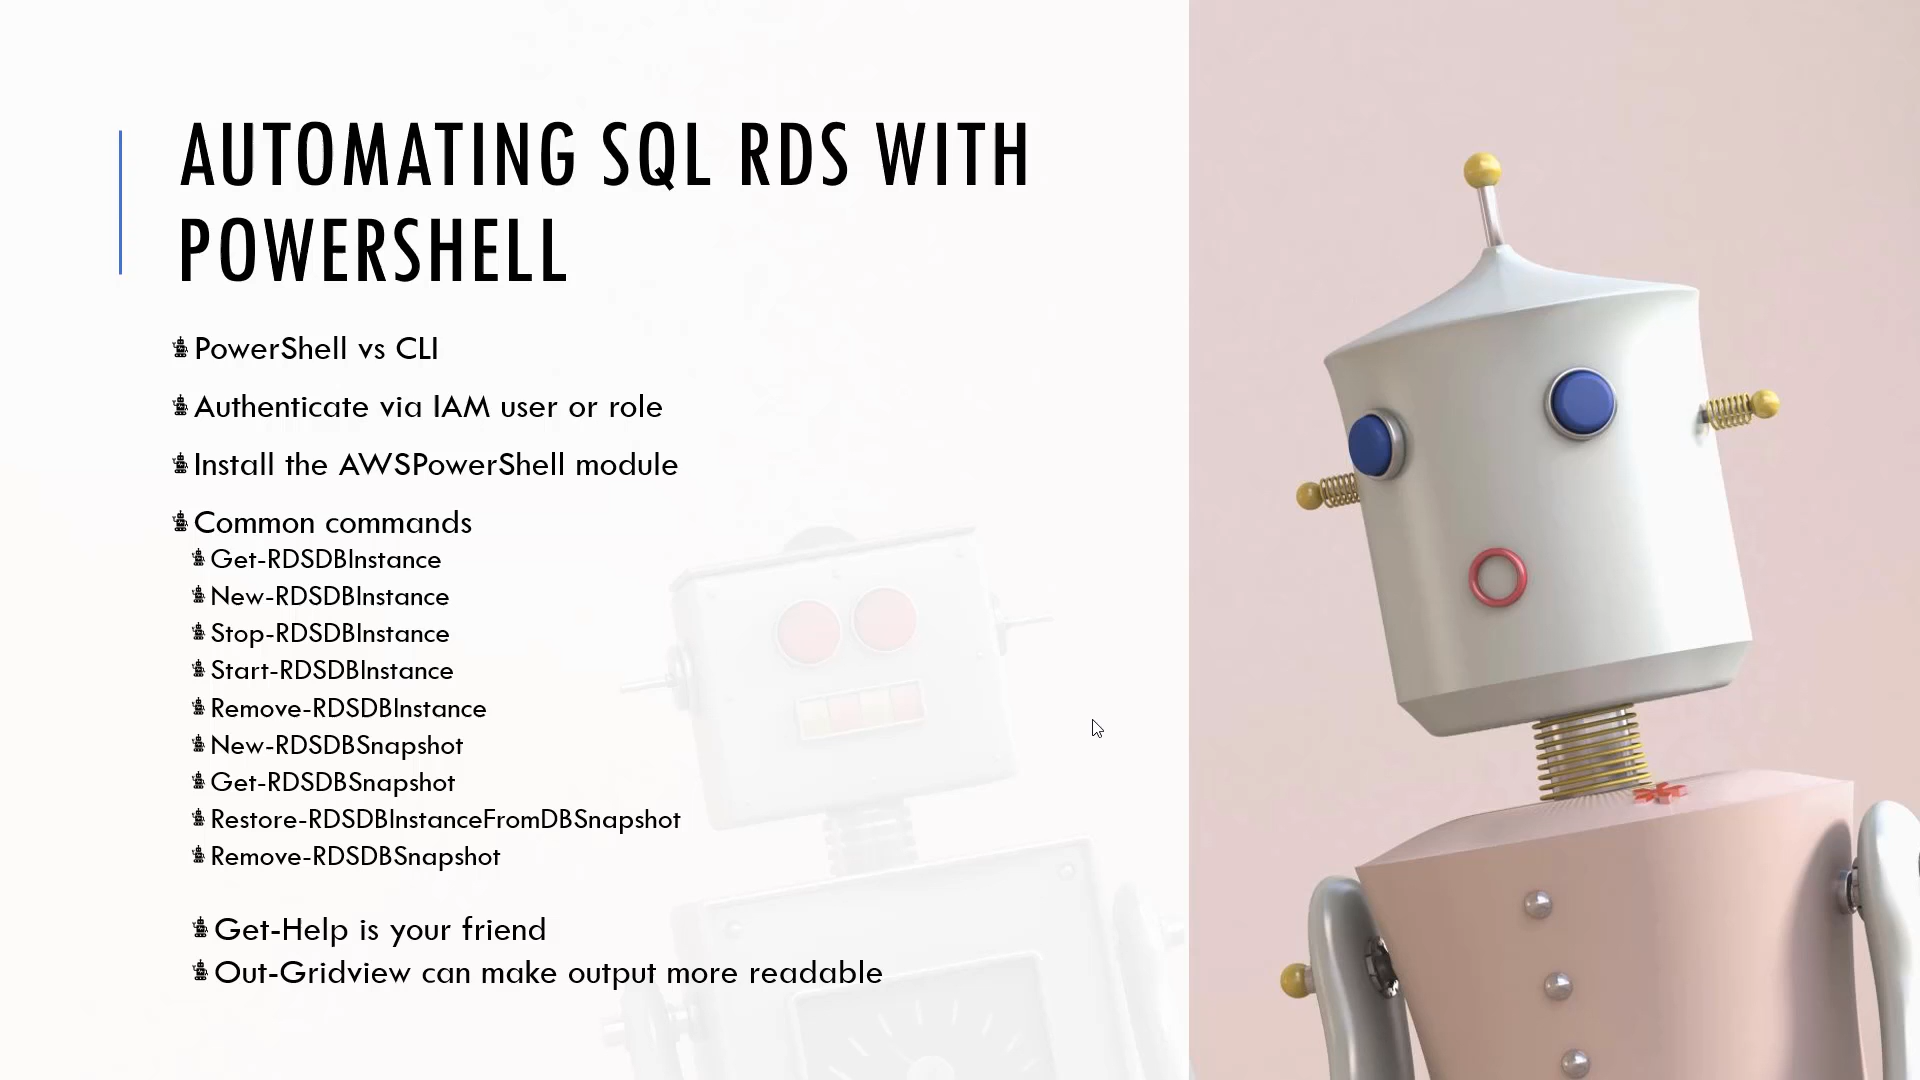 AUTOMATING SQL RDS WITH
POWERSHELL
PowerShell vs CLI
Authenticate via IAM user or role
Install the AWSPowerShell module
Common commands
Get-RDSDBInstance
New-RDSDBInstance
Stop-RDSDBInstance
Start-RDSDBInstance
Remove-RDSDBInstance
New-RDSDBSnapshot
Get-RDSDBSnapshot
Restore-RDSDBInstanceFromDBSnapshot
Remove-RDSDBSnapshot
Get-Help is your friend
Out-Gridview can make output more readable